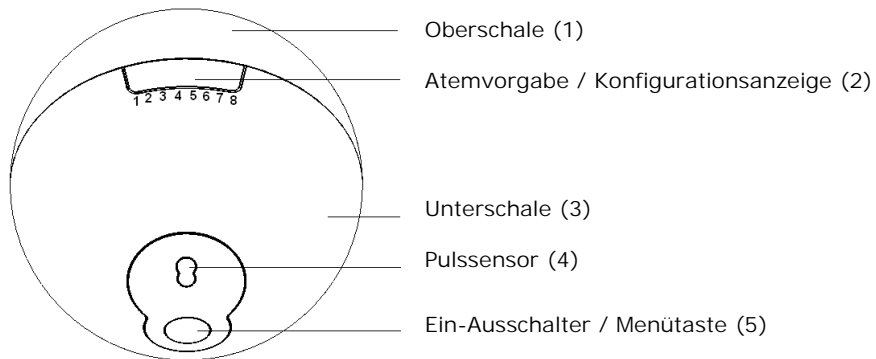 Oberschale (1)
Atemvorgabe / Konfigurationsanzeige (2)
1 2 3 4 5 6 7 8
Unterschale (3)
Pulssensor (4)
Ein-Ausschalter / Menütaste (5)